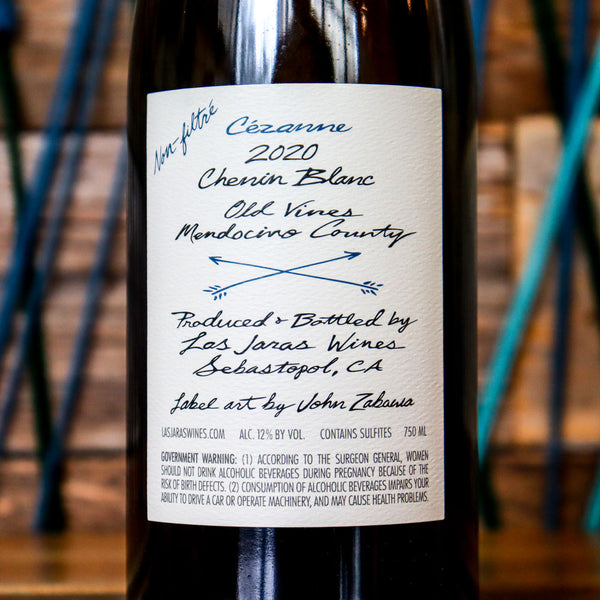 Non-filtré
Cézanne
2020
Chenin Blanc
Old Vines
Mendocino County
Produced & Bottled by
Las Jaras Wines
Sebastopol, CA
Label art by John Zabawa
LASJARASWINES.COM ALC. 12% BY VOL. CONTAINS SULFITES 750 ML
GOVERNMENT WARNING: (1) ACCORDING TO THE SURGEON GENERAL, WOMEN
SHOULD NOT DRINK ALCOHOLIC BEVERAGES DURING PREGNANCY BECAUSE OF THE
RISK OF BIRTH DEFECTS. (2) CONSUMPTION OF ALCOHOLIC BEVERAGES IMPAIRS YOUR
ABILITY TO DRIVE A CAR OR OPERATE MACHINERY, AND MAY CAUSE HEALTH PROBLEMS.